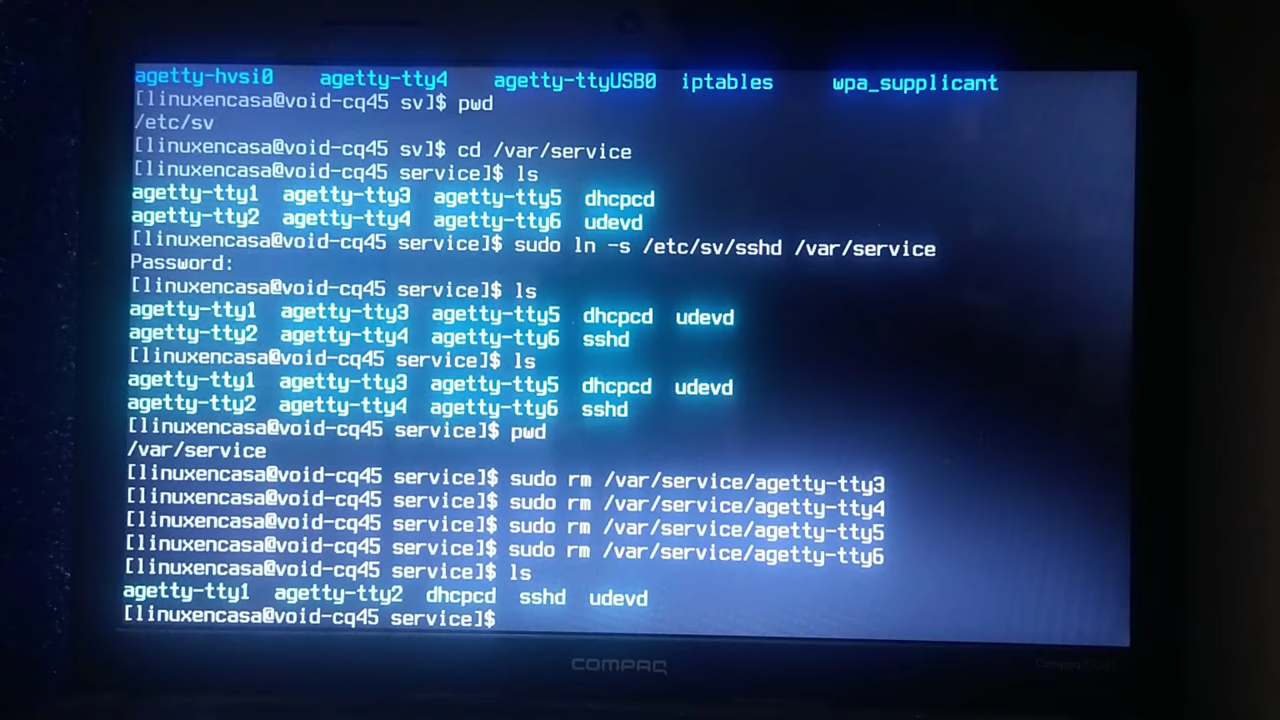 agetty-hvsi0    agetty-tty4    agetty-ttyUSB0  iptables     wpa_supplicant
[linuxencasa@void-cq45 sv]$ pwd
/etc/sv
[linuxencasa@void-cq45 sv]$ cd /var/service
[linuxencasa@void-cq45 service]$ ls
agetty-tty1  agetty-tty3  agetty-tty5  dhcpcd
agetty-tty2  agetty-tty4  agetty-tty6  udevd
[linuxencasa@void-cq45 service]$ sudo ln -s /etc/sv/sshd /var/service
Password:
[linuxencasa@void-cq45 service]$ ls
agetty-tty1  agetty-tty3  agetty-tty5  dhcpcd  udevd
agetty-tty2  agetty-tty4  agetty-tty6  sshd
[linuxencasa@void-cq45 service]$ ls
agetty-tty1  agetty-tty3  agetty-tty5  dhcpcd  udevd
agetty-tty2  agetty-tty4  agetty-tty6  sshd
[linuxencasa@void-cq45 service]$ pwd
/var/service
[linuxencasa@void-cq45 service]$ sudo rm /var/service/agetty-tty3
[linuxencasa@void-cq45 service]$ sudo rm /var/service/agetty-tty4
[linuxencasa@void-cq45 service]$ sudo rm /var/service/agetty-tty5
[linuxencasa@void-cq45 service]$ sudo rm /var/service/agetty-tty6
[linuxencasa@void-cq45 service]$ ls
agetty-tty1  agetty-tty2  dhcpcd  sshd  udevd
[linuxencasa@void-cq45 service]$
COMPAQ